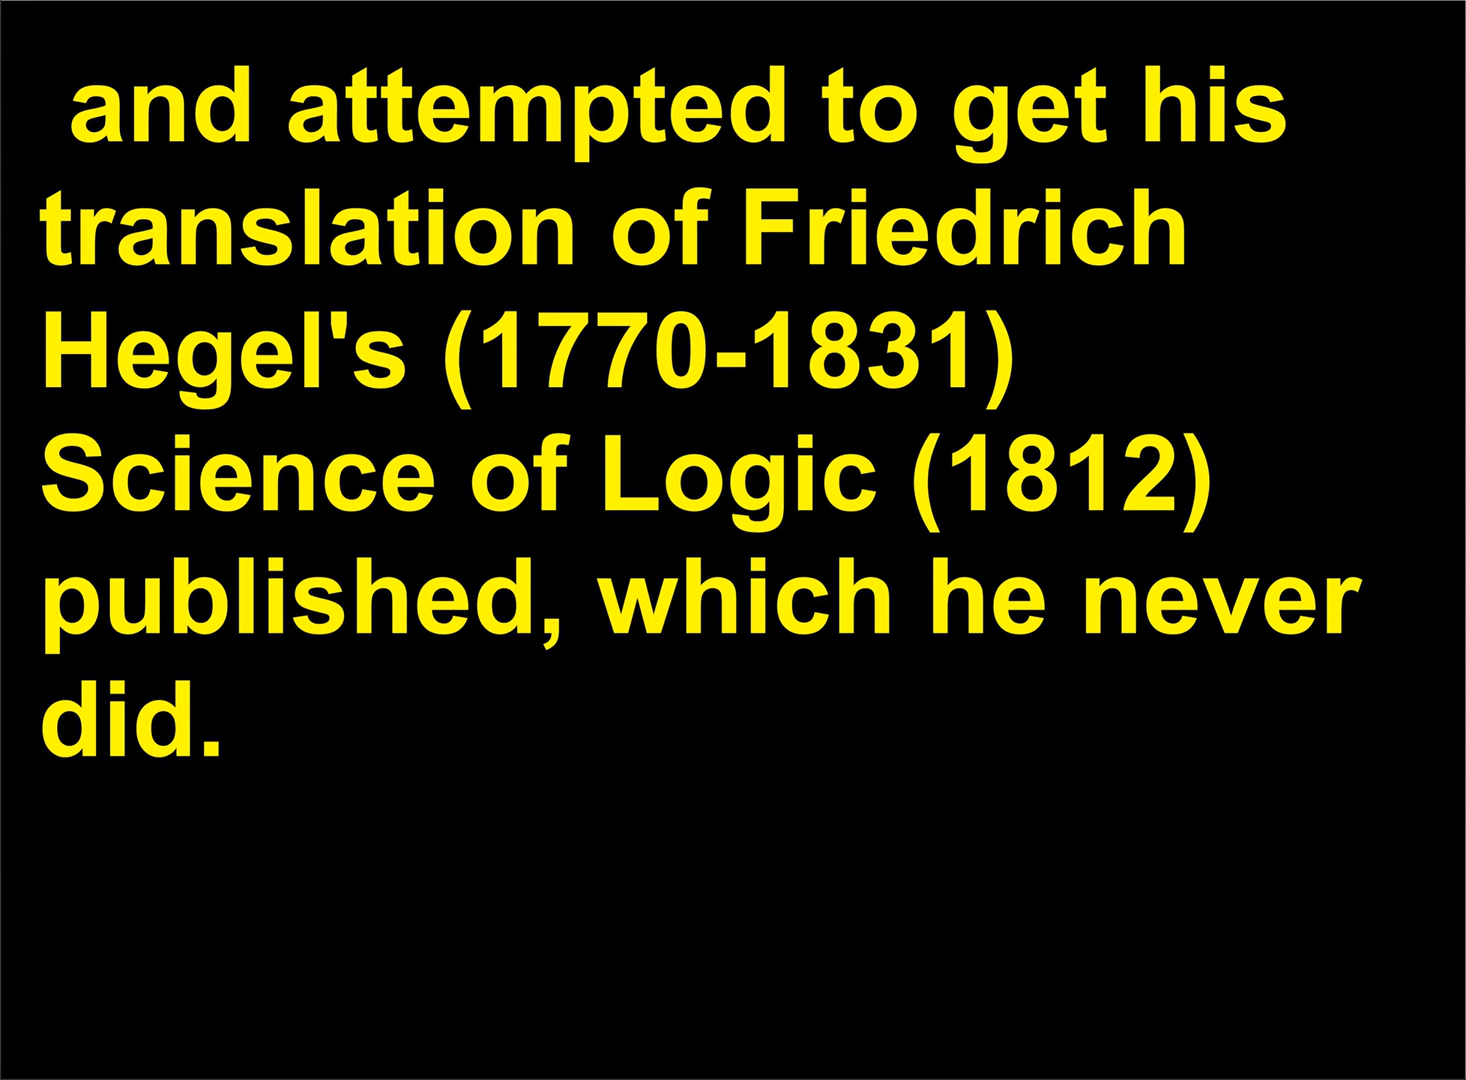 and attempted to get his
translation of Friedrich
Hegel's (1770-1831)
Science of Logic (1812)
published, which he never
did.